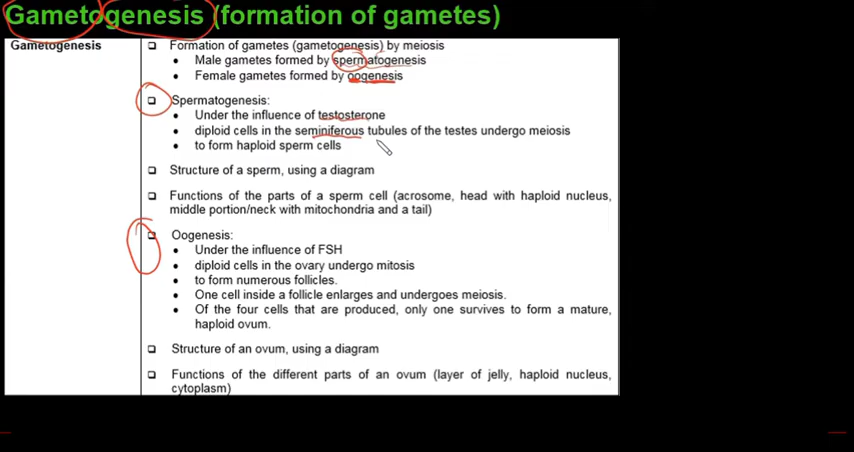 Gametogenesis (formation of gametes)
Gametogenesis
Formation of gametes (gametogenesis) by meiosis
Male gametes formed by spermatogenesis
Female gametes formed by oogenesis
Spermatogenesis:
Under the influence of testosterone
diploid cells in the seminiferous tubules of the testes undergo meiosis
to form haploid sperm cells
Structure of a sperm, using a diagram
Functions of the parts of a sperm cell (acrosome, head with haploid nucleus,
middle portion/neck with mitochondria and a tail)
Oogenesis:
Under the influence of FSH
diploid cells in the ovary undergo mitosis
to form numerous follicles.
One cell inside a follicle enlarges and undergoes meiosis.
Of the four cells that are produced, only one survives to form a mature,
haploid ovum.
Structure of an ovum, using a diagram
Functions of the different parts of an ovum (layer of jelly, haploid nucleus,
cytoplasm)